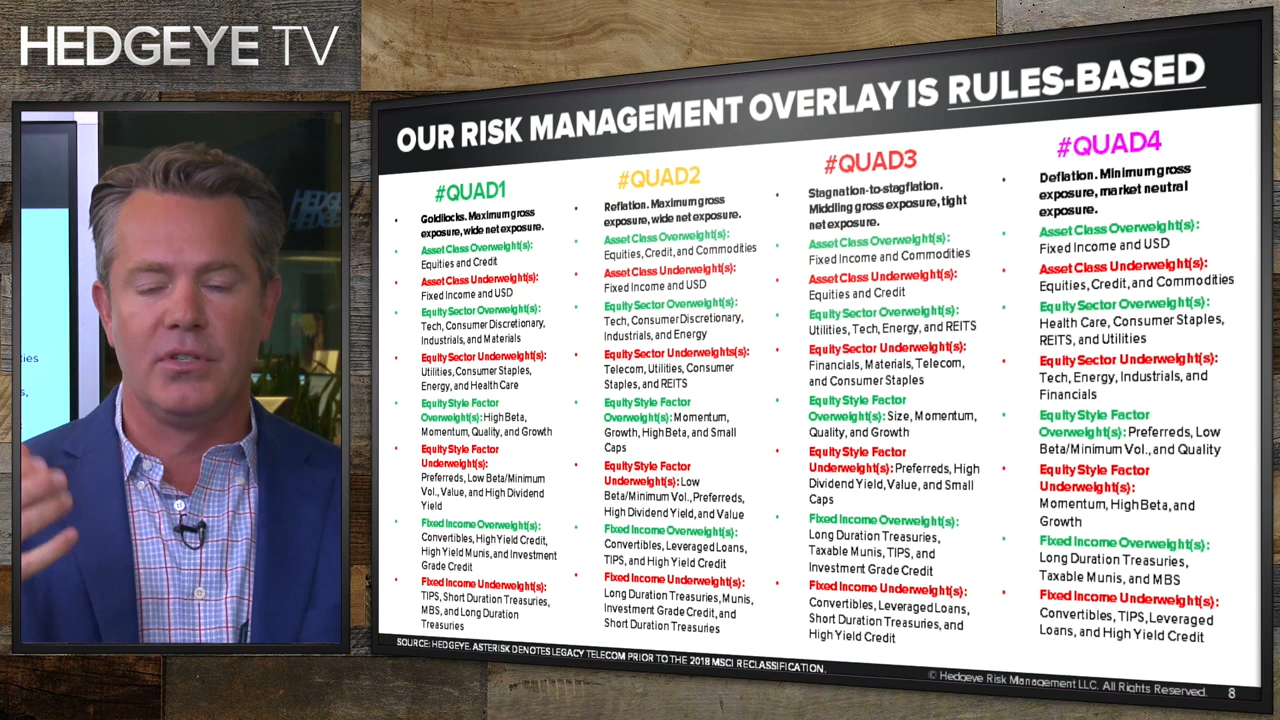 HEDGEYE TV
OUR RISK MANAGEMENT OVERLAY IS RULES-BASED
#QUAD1
Goldilocks. Maximum gross
exposure, wide net exposure.
Asset Class Overweight(s):
Equities and Credit
Asset Class Underweight(s):
Fixed Income and USD
Equity Sector Overweight(s):
Tech, Consumer Discretionary,
Industrials, and Materials
Equity Sector Underweight(s):
Utilities, Consumer Staples,
Energy, and Health Care
Equity Style Factor
Overweight(s): High Beta,
Momentum, Quality, and Growth
Equity Style Factor
Underweight(s):
Preferreds, Low Beta/Minimum
Vol., Value, and High Dividend
Yield
Fixed Income Overweight(s):
Convertibles, High Yield Credit,
High Yield Munis, and Investment
Grade Credit
Fixed Income Underweight(s):
TIPS, Short Duration Treasuries,
MBS, and Long Duration
Treasuries
#QUAD2
Reflation. Maximum gross
exposure, wide net exposure.
Asset Class Overweight(s):
Equities, Credit, and Commodities
Asset Class Underweight(s):
Fixed Income and USD
Equity Sector Overweight(s):
Tech, Consumer Discretionary,
Industrials, and Energy
Equity Sector Underweights(s):
Telecom, Utilities, Consumer
Staples, and REITS
Equity Style Factor
Overweight(s): Momentum,
Growth, High Beta, and Small
Caps
Equity Style Factor
Underweight(s): Low
Beta/Minimum Vol., Preferreds,
High Dividend Yield, and Value
Fixed Income Overweight(s):
Convertibles, Leveraged Loans,
TIPS, and High Yield Credit
Fixed Income Underweight(s):
Long Duration Treasuries, Munis,
Investment Grade Credit, and
Short Duration Treasuries
#QUAD3
Stagnation-to-stagflation.
Middling gross exposure, tight
net exposure.
Asset Class Overweight(s):
Fixed Income and Commodities
Asset Class Underweight(s):
Equities and Credit
Equity Sector Overweight(s):
Utilities, Tech, Energy, and REITS
Equity Sector Underweight(s):
Financials, Materials, Telecom,
and Consumer Staples
Equity Style Factor
Overweight(s): Size, Momentum,
Quality, and Growth
Equity Style Factor
Underweight(s): Preferreds, High
Dividend Yield, Value, and Small
Caps
Fixed Income Overweight(s):
Long Duration Treasuries,
Taxable Munis, TIPS, and
Investment Grade Credit
Fixed Income Underweight(s):
Convertibles, Leveraged Loans,
Short Duration Treasuries, and
High Yield Credit
#QUAD4
Deflation. Minimum gross
exposure, market neutral
exposure.
Asset Class Overweight(s):
Fixed Income and USD
Asset Class Underweight(s):
Equities, Credit, and Commodities
Equity Sector Overweight(s):
Health Care, Consumer Staples,
REITS, and Utilities
Equity Sector Underweight(s):
Tech, Energy, Industrials, and
Financials
Equity Style Factor
Overweight(s): Preferreds, Low
Beta/Minimum Vol., and Quality
Equity Style Factor
Underweight(s):
Momentum, High Beta, and
Growth
Fixed Income Overweight(s):
Long Duration Treasuries,
Taxable Munis, and MBS
Fixed Income Underweight(s):
Convertibles, TIPS, Leveraged
Loans, and High Yield Credit
SOURCE: HEDGEYE. ASTERISK DENOTES LEGACY TELECOM PRIOR TO THE 2018 MSCI RECLASSIFICATION.
© Hedgeye Risk Management LLC. All Rights Reserved. 8